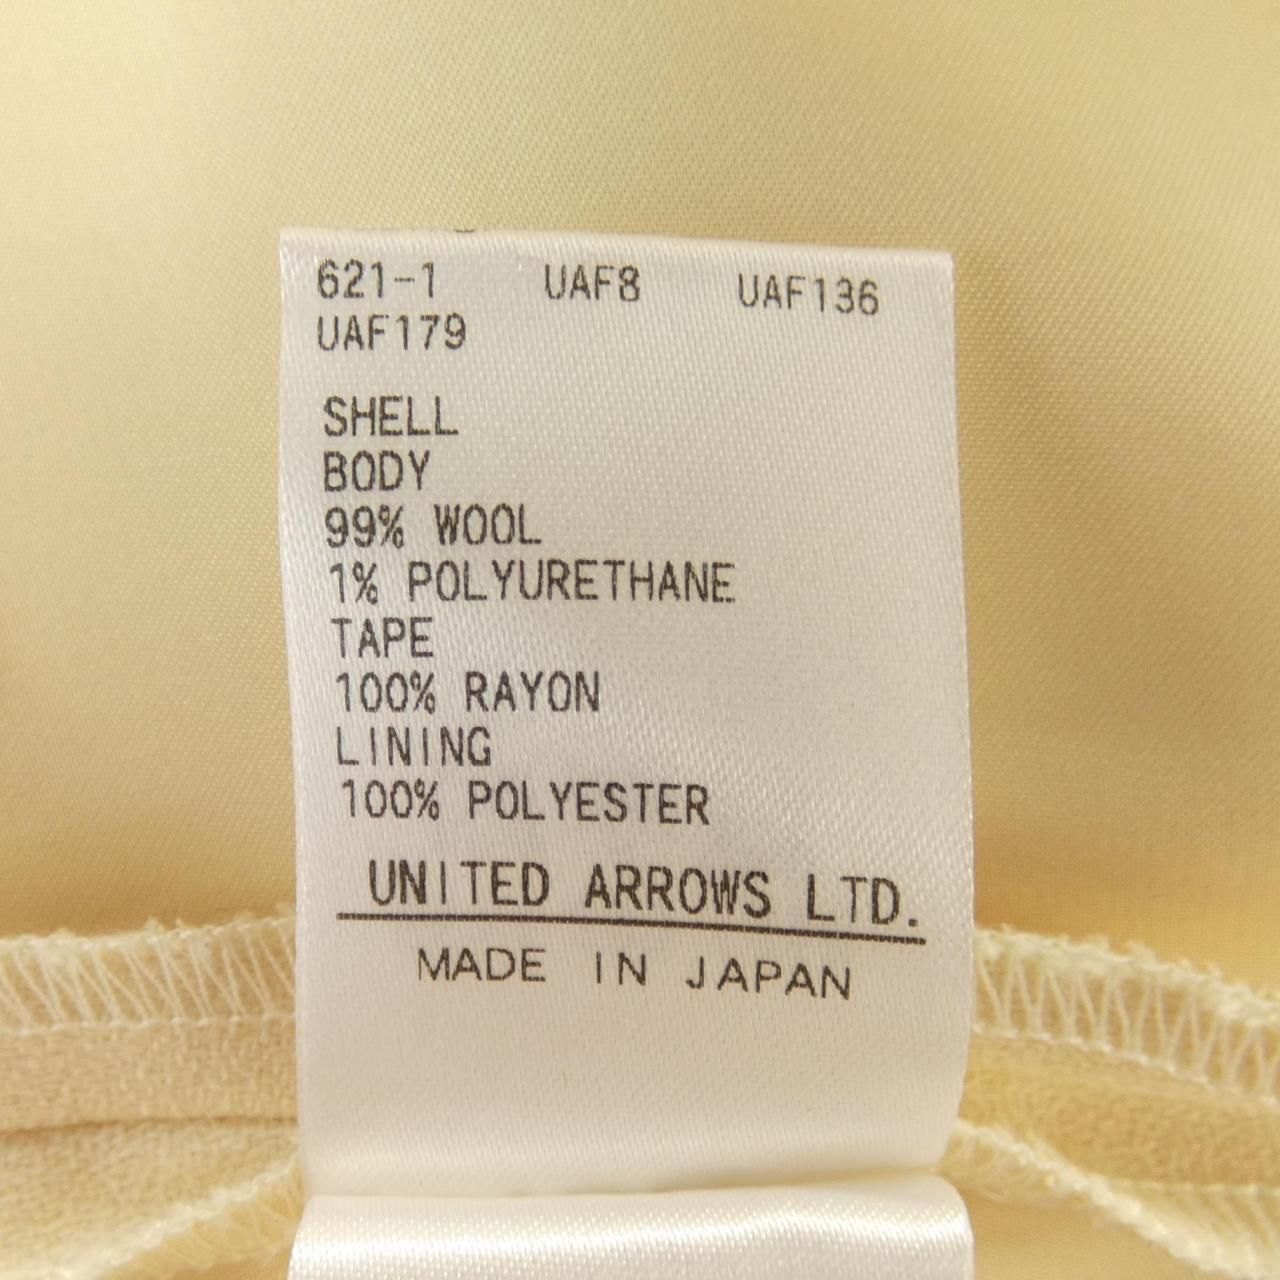 621-1 UAF8 UAF136
UAF179
SHELL
BODY
99% WOOL
1% POLYURETHANE
TAPE
100% RAYON
LINING
100% POLYESTER
UNITED ARROWS LTD.
MADE IN JAPAN